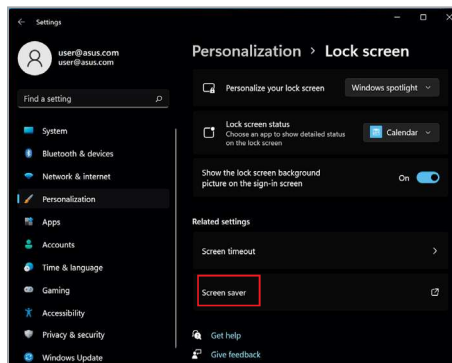 Settings
user@asus.com
user@asus.com
Find a setting
System
Bluetooth & devices
Network & internet
Personalization
Apps
Accounts
Time & language
Gaming
Accessibility
Privacy & security
Windows Update
Personalization > Lock screen
Personalize your lock screen
Windows spotlight
Lock screen status
Choose an app to show detailed status
on the lock screen
Calendar
Show the lock screen background
picture on the sign-in screen
On
Related settings
Screen timeout
Screen saver
Get help
Give feedback